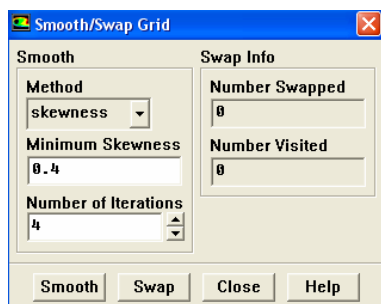 Smooth/Swap Grid
Smooth
Swap Info
Method
skewness
Number Swapped
0
Minimum Skewness
0.4
Number Visited
0
Number of Iterations
4
Smooth Swap Close Help